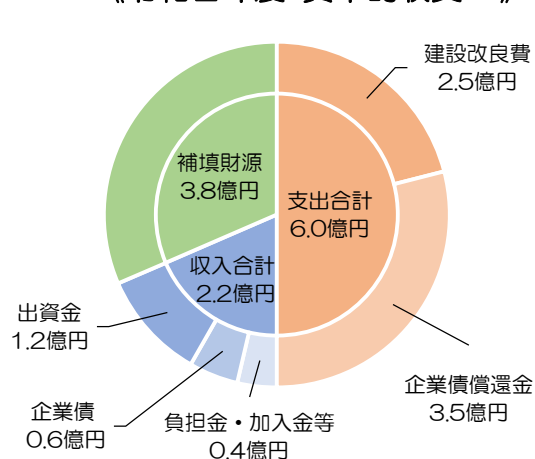 建設改良費
2.5億円
補填財源
3.8億円
支出合計
6.0億円
収入合計
2.2億円
出資金
1.2億円
企業債
0.6億円
負担金・加入金等
0.4億円
企業債償還金
3.5億円